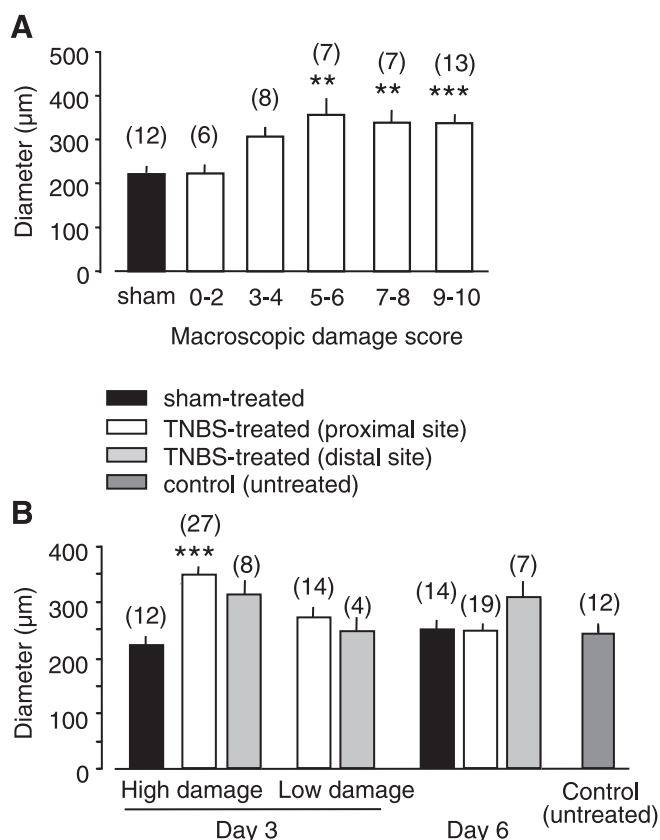 A
500
400
300
200
100
0
Diameter (µm)
(12)
(6)
(8)
(7)
**
(7)
**
(13)
***
sham 0-2 3-4 5-6 7-8 9-10
Macroscopic damage score
sham-treated
TNBS-treated (proximal site)
TNBS-treated (distal site)
control (untreated)
B
400
300
200
100
0
Diameter (µm)
(12)
(27)
***
(8)
(14)
(4)
(14)
(19)
(7)
(12)
High damage Low damage
Day 3
Day 6
Control
(untreated)